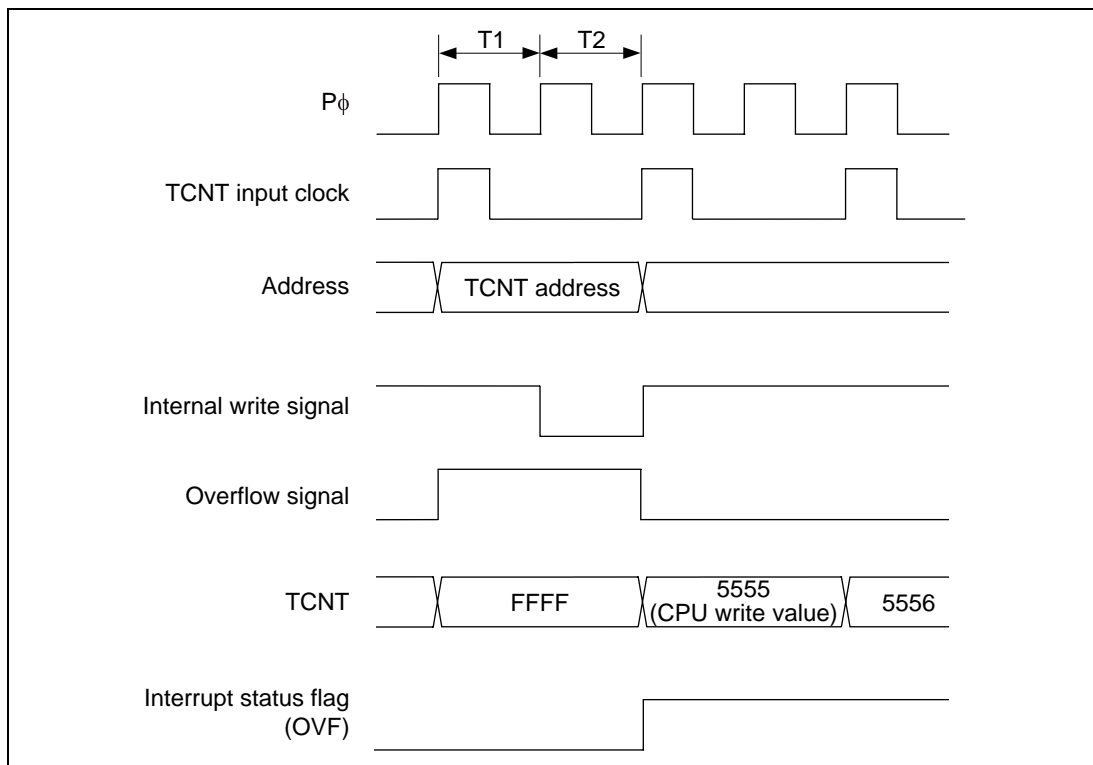 T1 T2
Pϕ
TCNT input clock
Address TCNT address
Internal write signal
Overflow signal
TCNT FFFF 5555 5556
(CPU write value)
Interrupt status flag
(OVF)